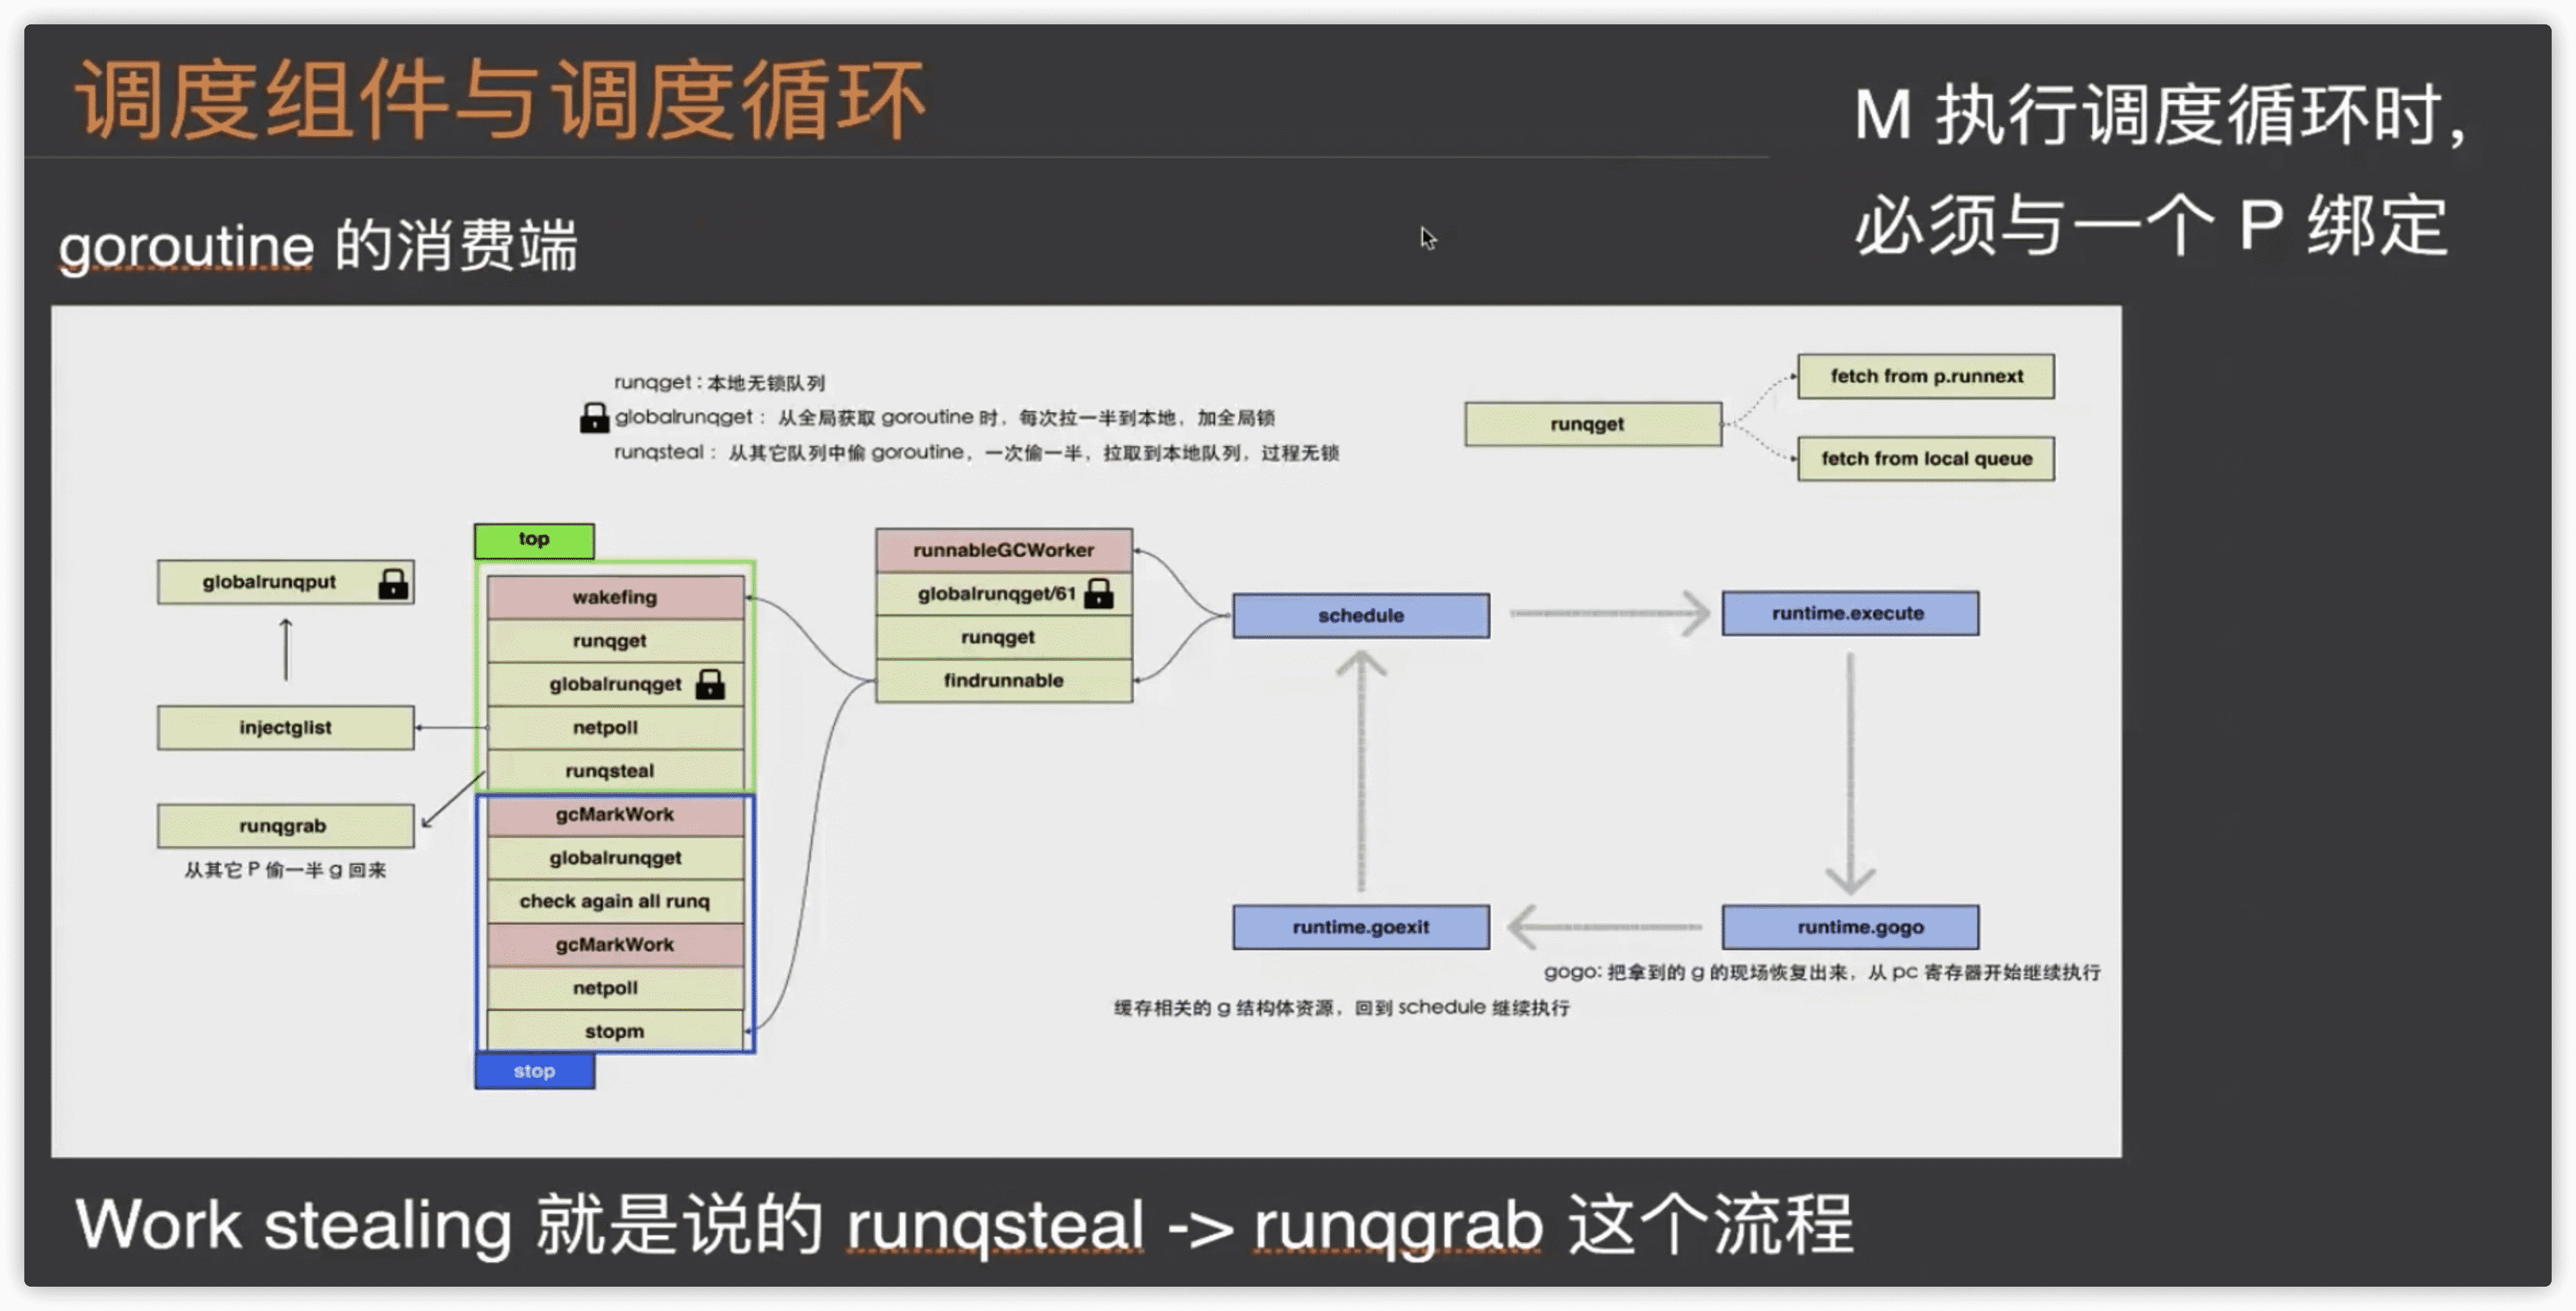 调度组件与调度循环
M 执行调度循环时,
必须与一个 P 绑定
goroutine 的消费端
runqget：本地无锁队列
globalrunqget： 从全局获取 goroutine 时，每次拉一半到本地，加全局锁
runqsteal： 从其它队列中偷 goroutine，一次偷一半，拉取到本地队列，过程无锁
runqget
fetch from p.runnext
fetch from local queue
top
globalrunqput
injectglist
runqgrab
从其它 P 偷一半 g 回来
wakefing
runqget
globalrunqget
netpoll
runqsteal
gcMarkWork
globalrunqget
check again all runq
gcMarkWork
netpoll
stopm
stop
runnableGCWorker
globalrunqget/61
runqget
findrunnable
schedule
runtime.execute
runtime.goexit
runtime.gogo
gogo: 把拿到的 g 的现场恢复出来，从 pc 寄存器开始继续执行
缓存相关的 g 结构体资源，回到 schedule 继续执行
Work stealing 就是说的 runqsteal -> runqgrab 这个流程